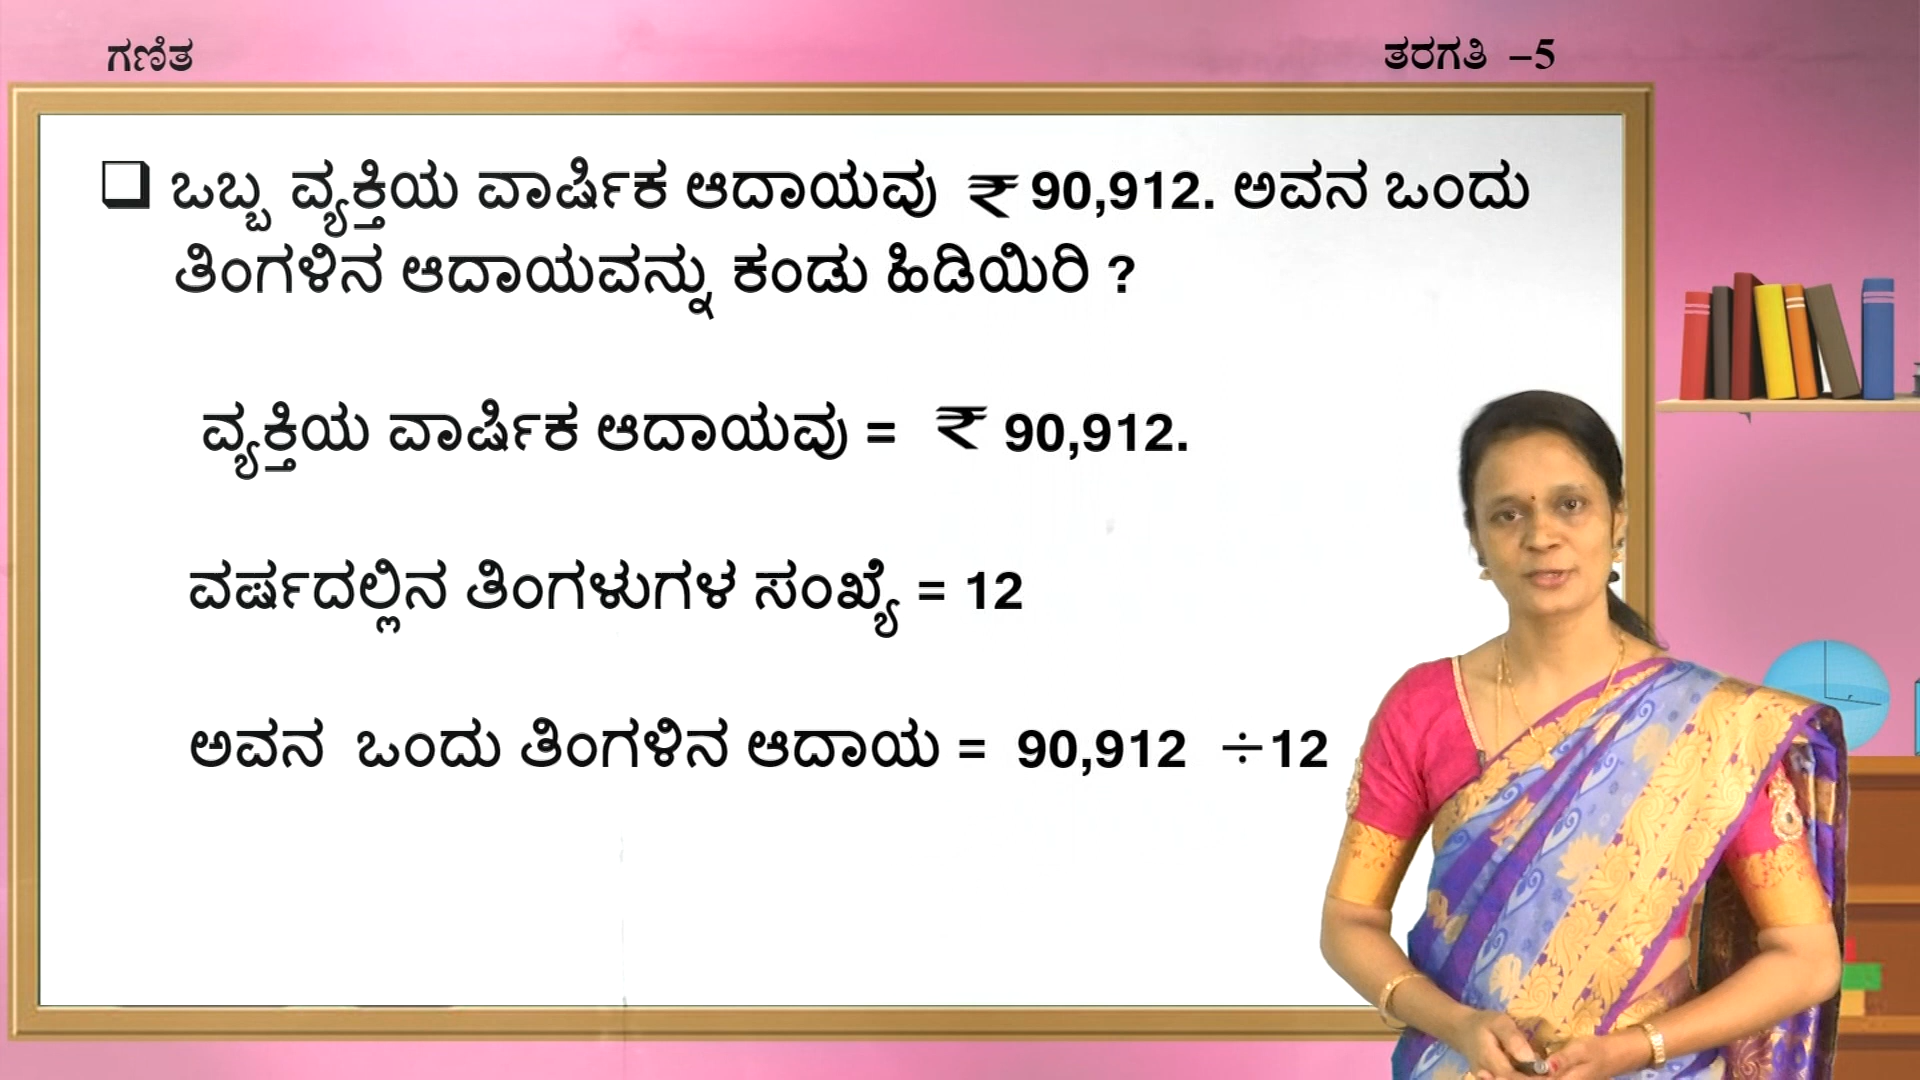 ಗಣಿತ
ತರಗತಿ –5
❑ ಒಬ್ಬ ವ್ಯಕ್ತಿಯ ವಾರ್ಷಿಕ ಆದಾಯವು ₹ 90,912. ಅವನ ಒಂದು
ತಿಂಗಳಿನ ಆದಾಯವನ್ನು ಕಂಡು ಹಿಡಿಯಿರಿ ?
ವ್ಯಕ್ತಿಯ ವಾರ್ಷಿಕ ಆದಾಯವು = ₹ 90,912.
ವರ್ಷದಲ್ಲಿನ ತಿಂಗಳುಗಳ ಸಂಖ್ಯೆ = 12
ಅವನ ಒಂದು ತಿಂಗಳಿನ ಆದಾಯ = 90,912 ÷12